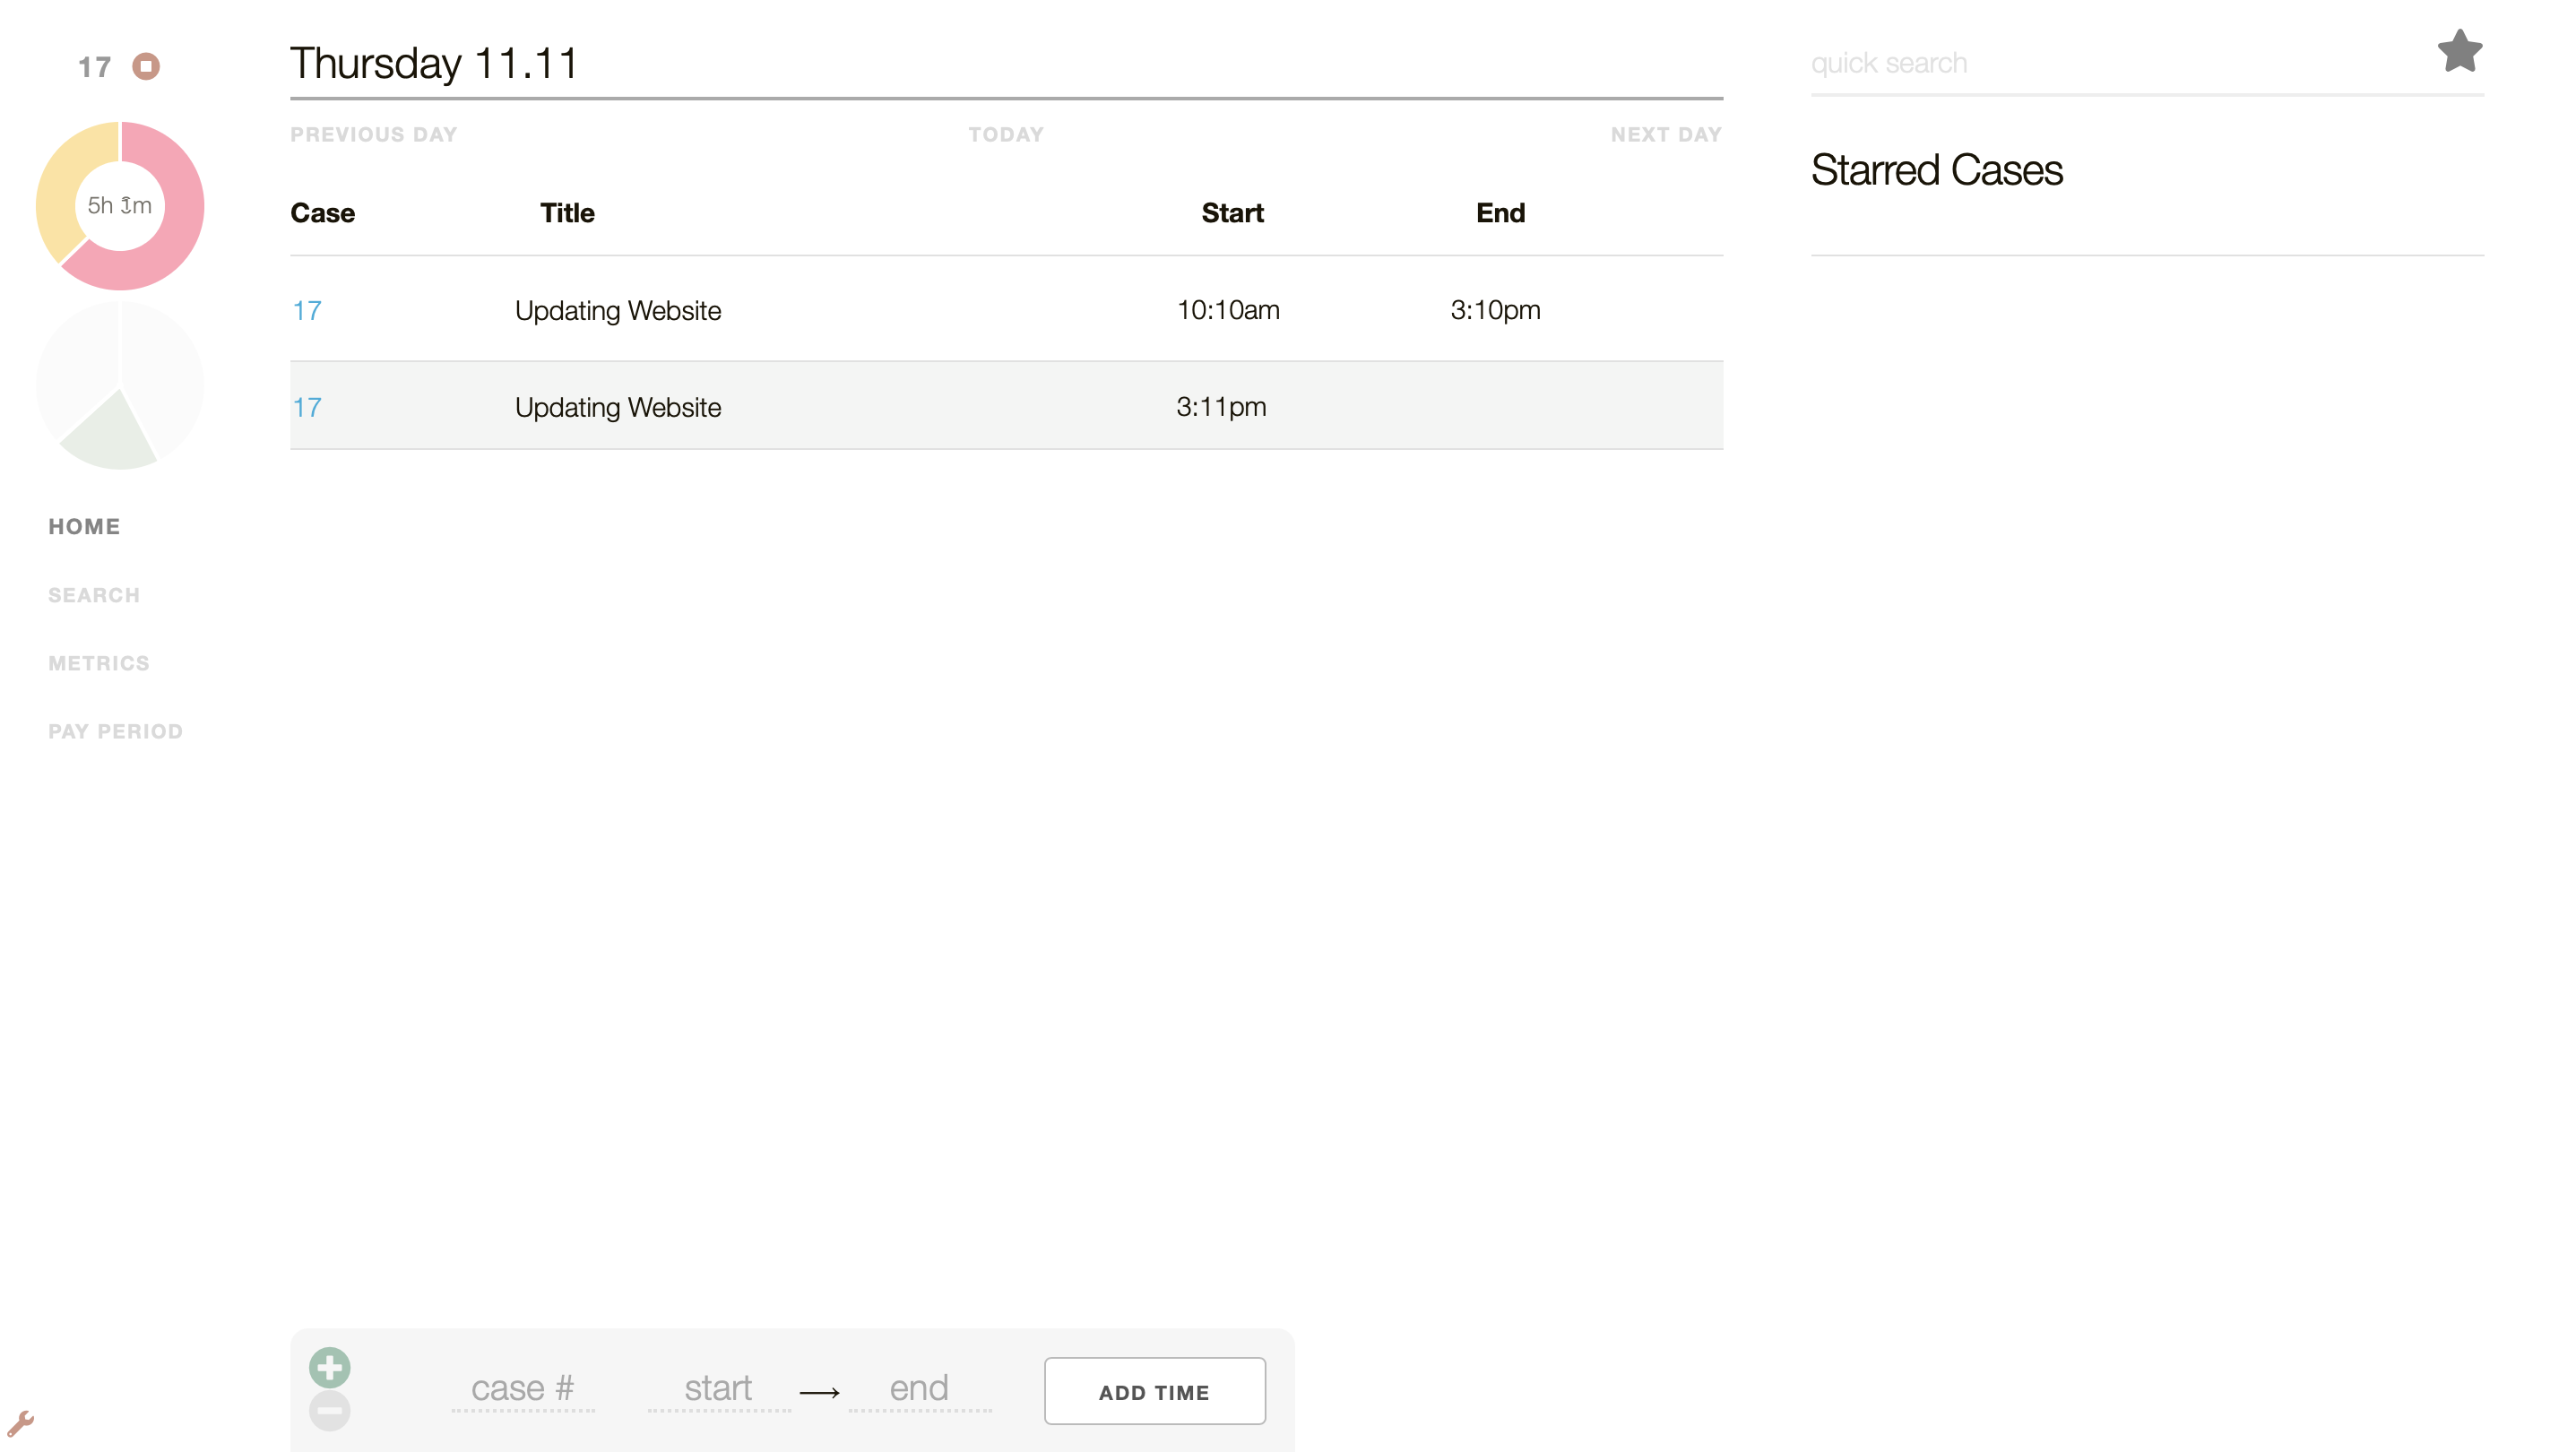 17
5h
HOME
SEARCH
METRICS
PAY PERIOD
Thursday 11.11
PREVIOUS DAY TODAY NEXT DAY
Case Title Start End
17 Updating Website 10:10am 3:10pm
17 Updating Website 3:11pm
case # start → end ADD TIME
quick search
Starred Cases